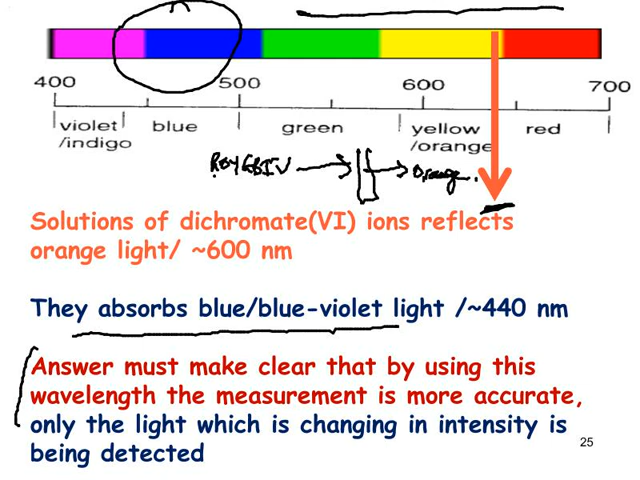 400 500 600 700
violet blue green yellow red
/indigo /orange
ROYGBIV orange.
Solutions of dichromate(VI) ions reflects
orange light/ ~600 nm
They absorbs blue/blue-violet light /~440 nm
Answer must make clear that by using this
wavelength the measurement is more accurate,
only the light which is changing in intensity is
being detected
25